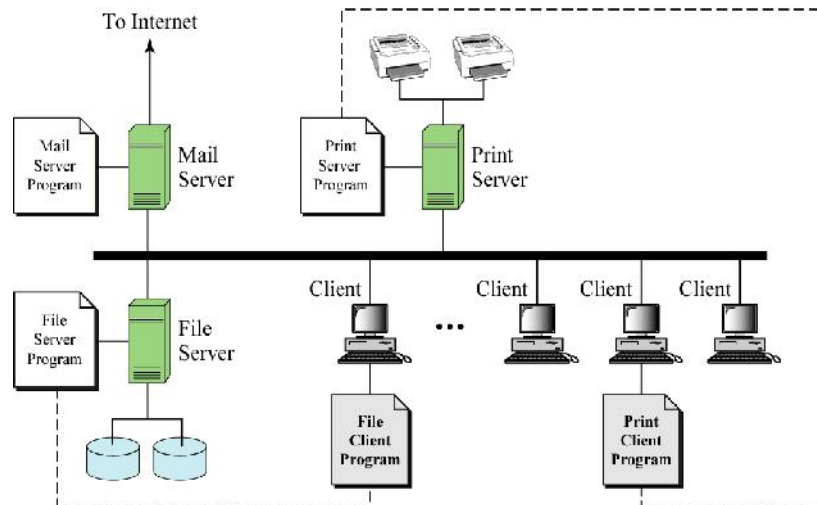 To Internet
Mail
Server
Program
Mail
Server
Print
Server
Program
Print
Server
File
Server
Program
File
Server
Client
Client
Client
Client
File
Client
Program
Print
Client
Program